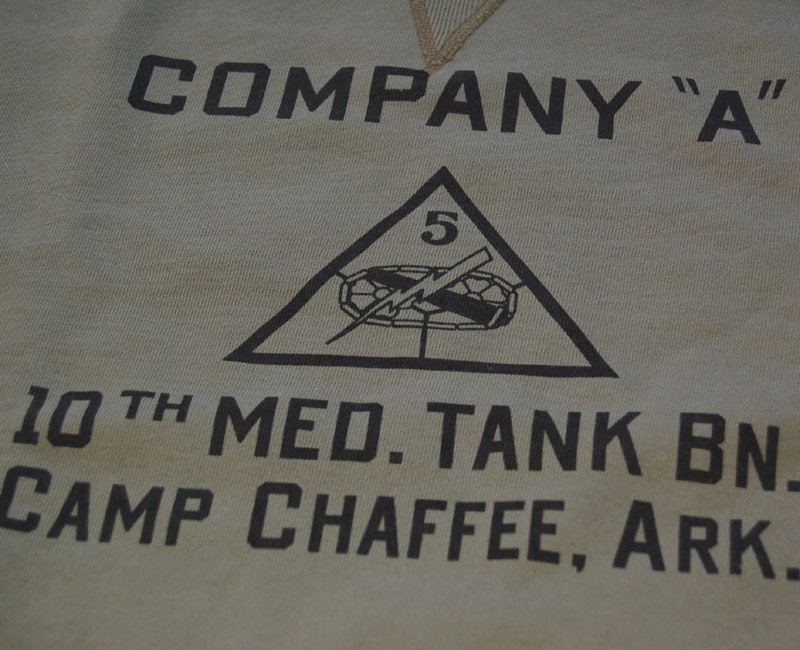 COMPANY "A"
5
10TH MED. TANK BN.
CAMP CHAFFEE, ARK.